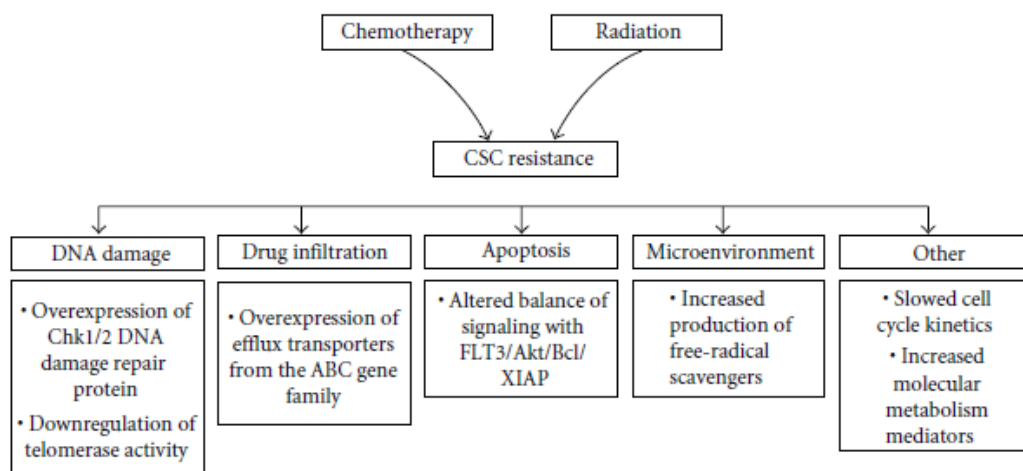 Chemotherapy
Radiation
CSC resistance
DNA damage
• Overexpression of
Chk1/2 DNA
damage repair
protein
• Downregulation of
telomerase activity
Drug infiltration
• Overexpression of
efflux transporters
from the ABC gene
family
Apoptosis
• Altered balance of
signaling with
FLT3/Akt/Bcl/
XIAP
Microenvironment
• Increased
production of
free-radical
scavengers
Other
• Slowed cell
cycle kinetics
• Increased
molecular
metabolism
mediators